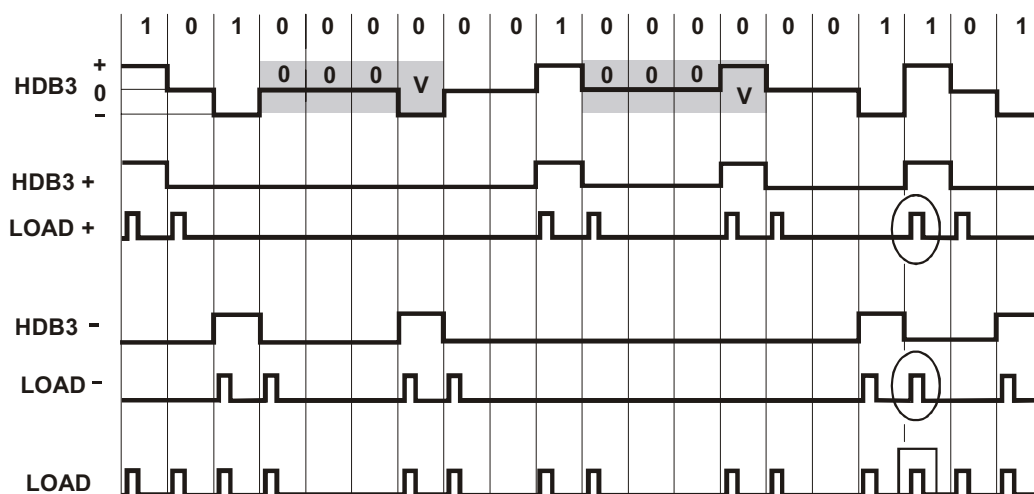 1 0 1 0 0 0 0 0 0 1 0 0 0 0 0 0 1 1 0 1
+
HDB3 0
−
0 0 0 V
0 0 0 V
HDB3 +
LOAD +
HDB3 −
LOAD −
LOAD